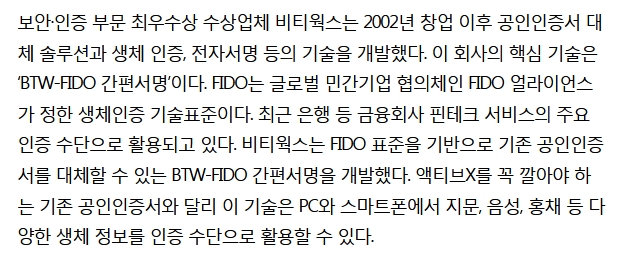 보안·인증 부문 최우수상 수상업체 비티웍스는 2002년 창업 이후 공인인증서 대
체 솔루션과 생체 인증, 전자서명 등의 기술을 개발했다. 이 회사의 핵심 기술은
‘BTW-FIDO 간편서명’이다. FIDO는 글로벌 민간기업 협의체인 FIDO 얼라이언스
가 정한 생체인증 기술표준이다. 최근 은행 등 금융회사 핀테크 서비스의 주요
인증 수단으로 활용되고 있다. 비티웍스는 FIDO 표준을 기반으로 기존 공인인증
서를 대체할 수 있는 BTW-FIDO 간편서명을 개발했다. 액티브X를 꼭 깔아야 하
는 기존 공인인증서와 달리 이 기술은 PC와 스마트폰에서 지문, 음성, 홍채 등 다
양한 생체 정보를 인증 수단으로 활용할 수 있다.